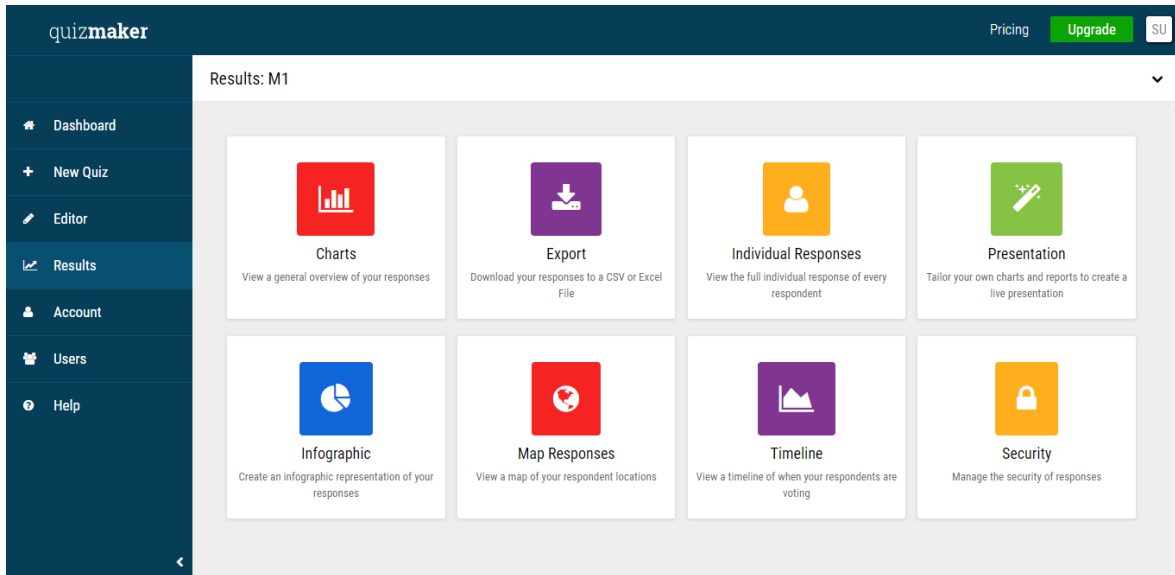 quizmaker
Pricing
Upgrade
SU
Results: M1
Dashboard
New Quiz
Editor
Results
Account
Users
Help
Charts
View a general overview of your responses
Export
Download your responses to a CSV or Excel
File
Individual Responses
View the full individual response of every
respondent
Presentation
Tailor your own charts and reports to create a
live presentation
Infographic
Create an infographic representation of your
responses
Map Responses
View a map of your respondent locations
Timeline
View a timeline of when your respondents are
voting
Security
Manage the security of responses